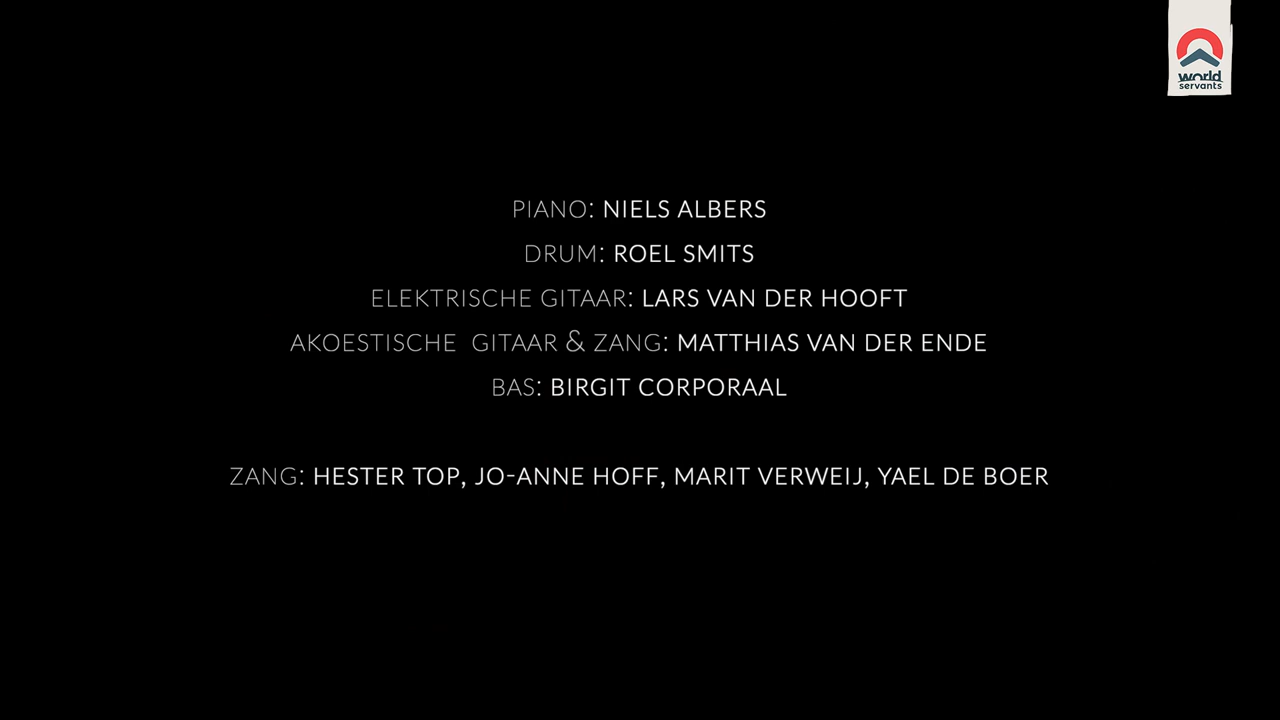 world
servants
PIANO: NIELS ALBERS
DRUM: ROEL SMITS
ELEKTRISCHE GITAAR: LARS VAN DER HOOFT
AKOESTISCHE GITAAR & ZANG: MATTHIAS VAN DER ENDE
BAS: BIRGIT CORPORAAL
ZANG: HESTER TOP, JO-ANNE HOFF, MARIT VERWEIJ, YAEL DE BOER